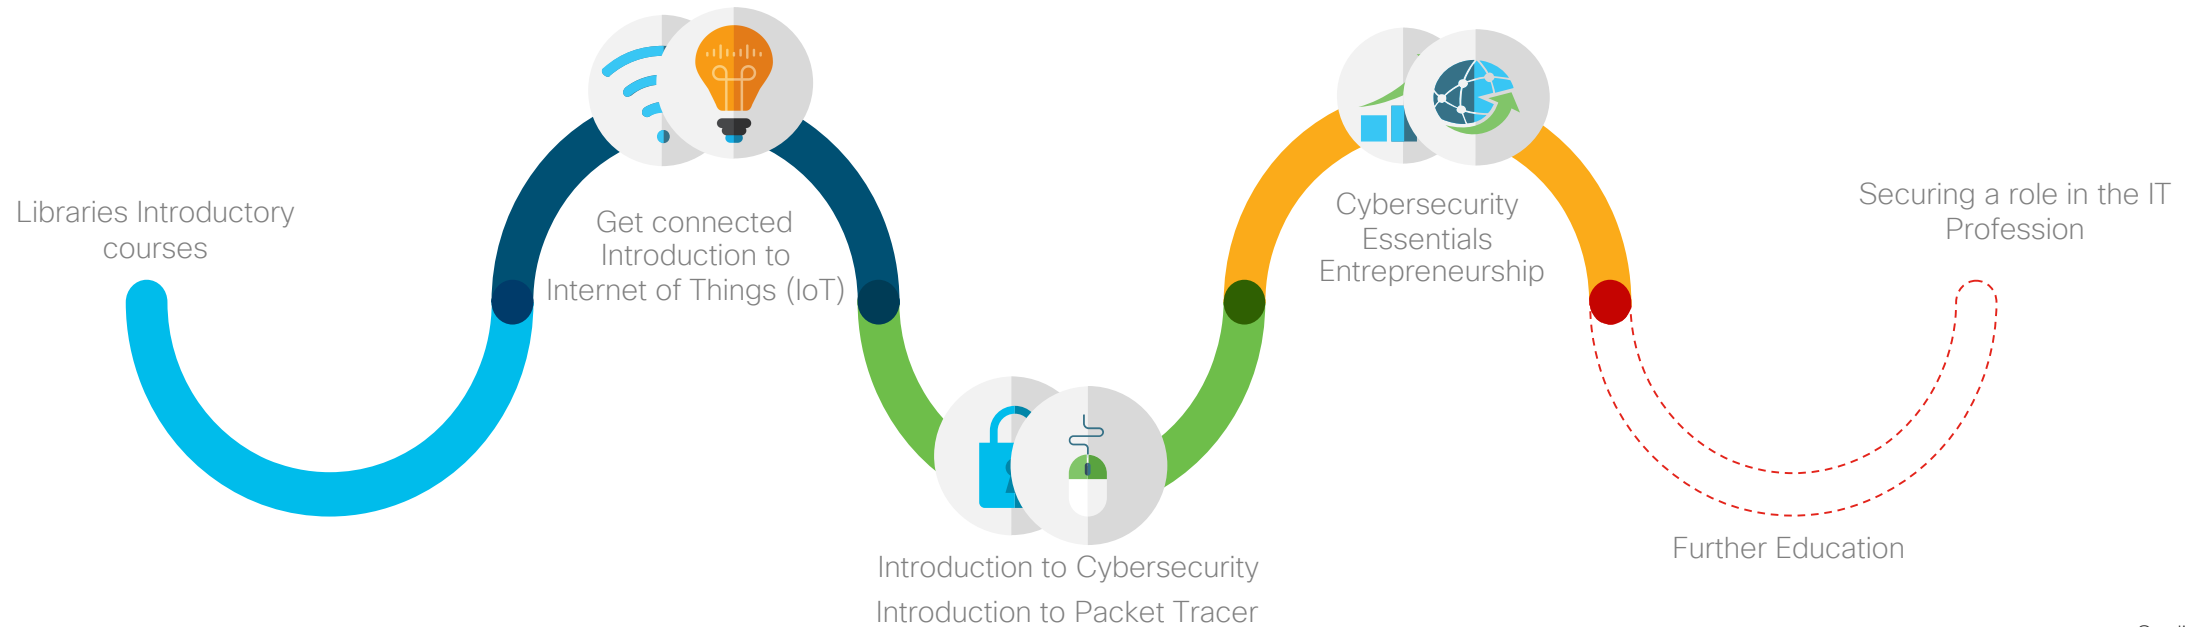 Libraries Introductory
courses
Get connected
Introduction to
Internet of Things (IoT)
Introduction to Cybersecurity
Introduction to Packet Tracer
Cybersecurity
Essentials
Entrepreneurship
Further Education
Securing a role in the IT
Profession